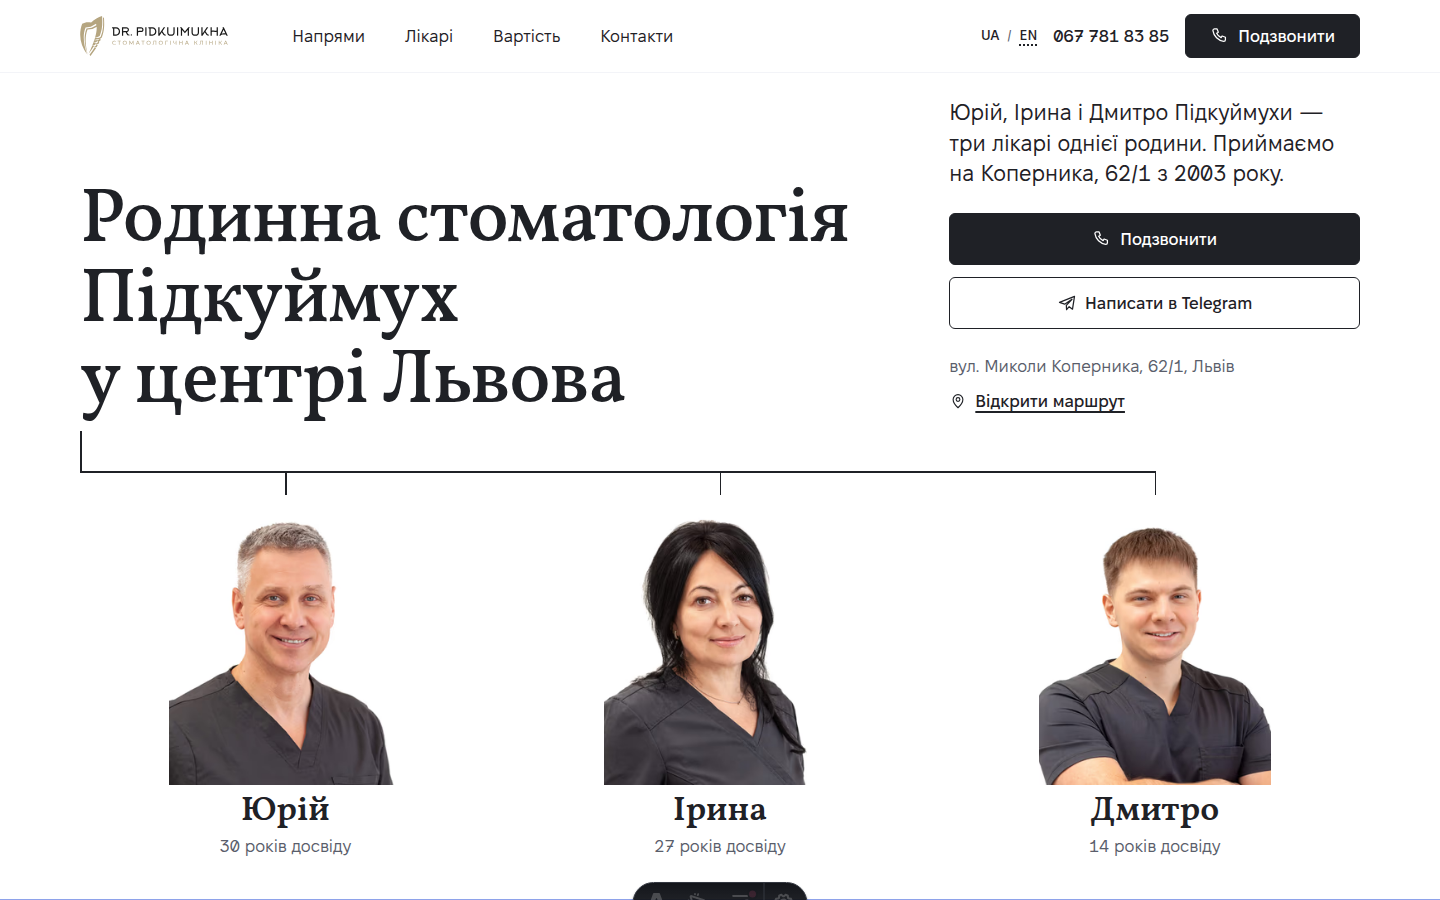 DR. PIDKUIMUKHA
СТОМАТОЛОГІЧНА КЛІНІКА
Напрями
Лікарі
Вартість
Контакти
UA / EN
067 781 83 85
Подзвонити
Юрій, Ірина і Дмитро Підкуймухи —
три лікарі однієї родини. Приймаємо
на Коперника, 62/1 з 2003 року.
Родинна стоматологія
Підкуймух
у центрі Львова
Подзвонити
Написати в Telegram
вул. Миколи Коперника, 62/1, Львів
Відкрити маршрут
Юрій
30 років досвіду
Ірина
27 років досвіду
Дмитро
14 років досвіду